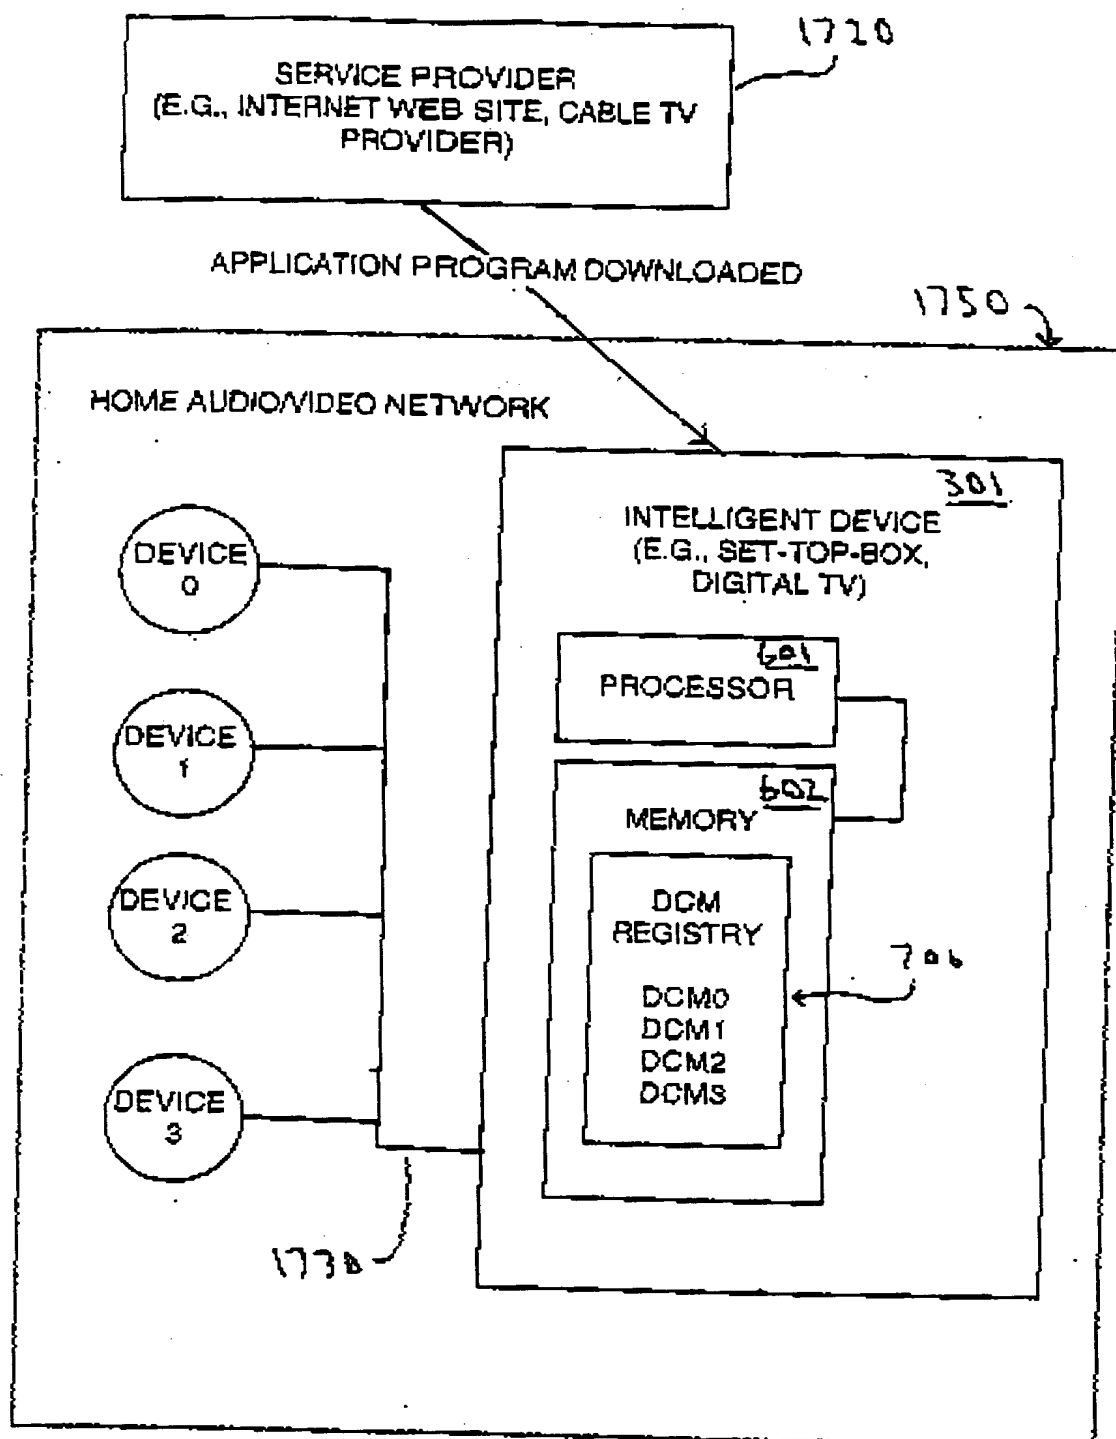 1720
SERVICE PROVIDER
(E.G., INTERNET WEB SITE, CABLE TV
PROVIDER)
APPLICATION PROGRAM DOWNLOADED
1750
HOME AUDIO/VIDEO NETWORK
301
INTELLIGENT DEVICE
(E.G., SET-TOP-BOX,
DIGITAL TV)
DEVICE
0
601
PROCESSOR
DEVICE
1
602
MEMORY
DEVICE
2
DCM
REGISTRY
706
DCM0
DCM1
DCM2
DCM3
DEVICE
3
1730